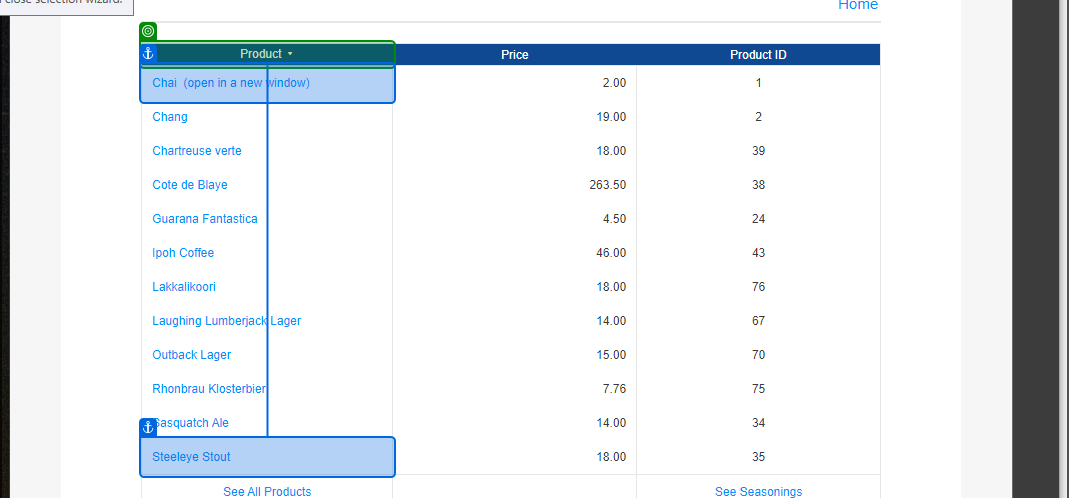 close selection wizard.
Home
Product Price Product ID
Chai (open in a new window) 2.00 1
Chang 19.00 2
Chartreuse verte 18.00 39
Cote de Blaye 263.50 38
Guarana Fantastica 4.50 24
Ipoh Coffee 46.00 43
Lakkalikoori 18.00 76
Laughing Lumberjack Lager 14.00 67
Outback Lager 15.00 70
Rhonbrau Klosterbier 7.76 75
Sasquatch Ale 14.00 34
Steeleye Stout 18.00 35
See All Products See Seasonings